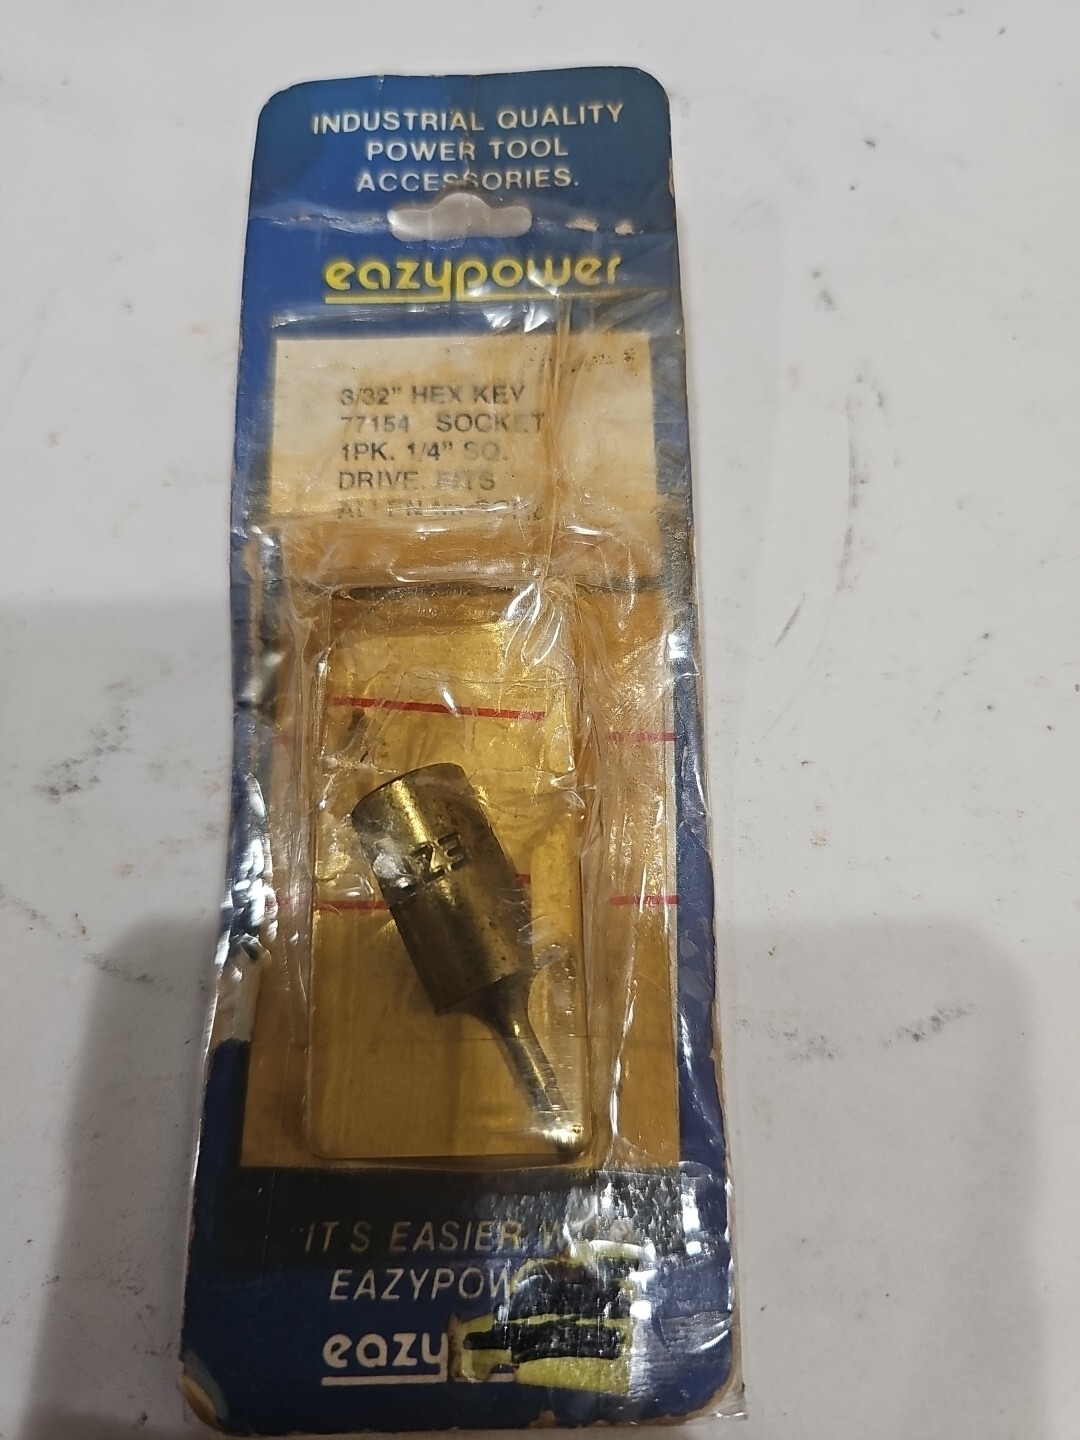 INDUSTRIAL QUALITY
POWER TOOL
ACCESSORIES.
eazypower
3/32" HEX KEY
77154 SOCKET
1PK. 1/4" SQ.
DRIVE. FITS
ALLEN
IT'S EASIER
EAZYPOW
eazy